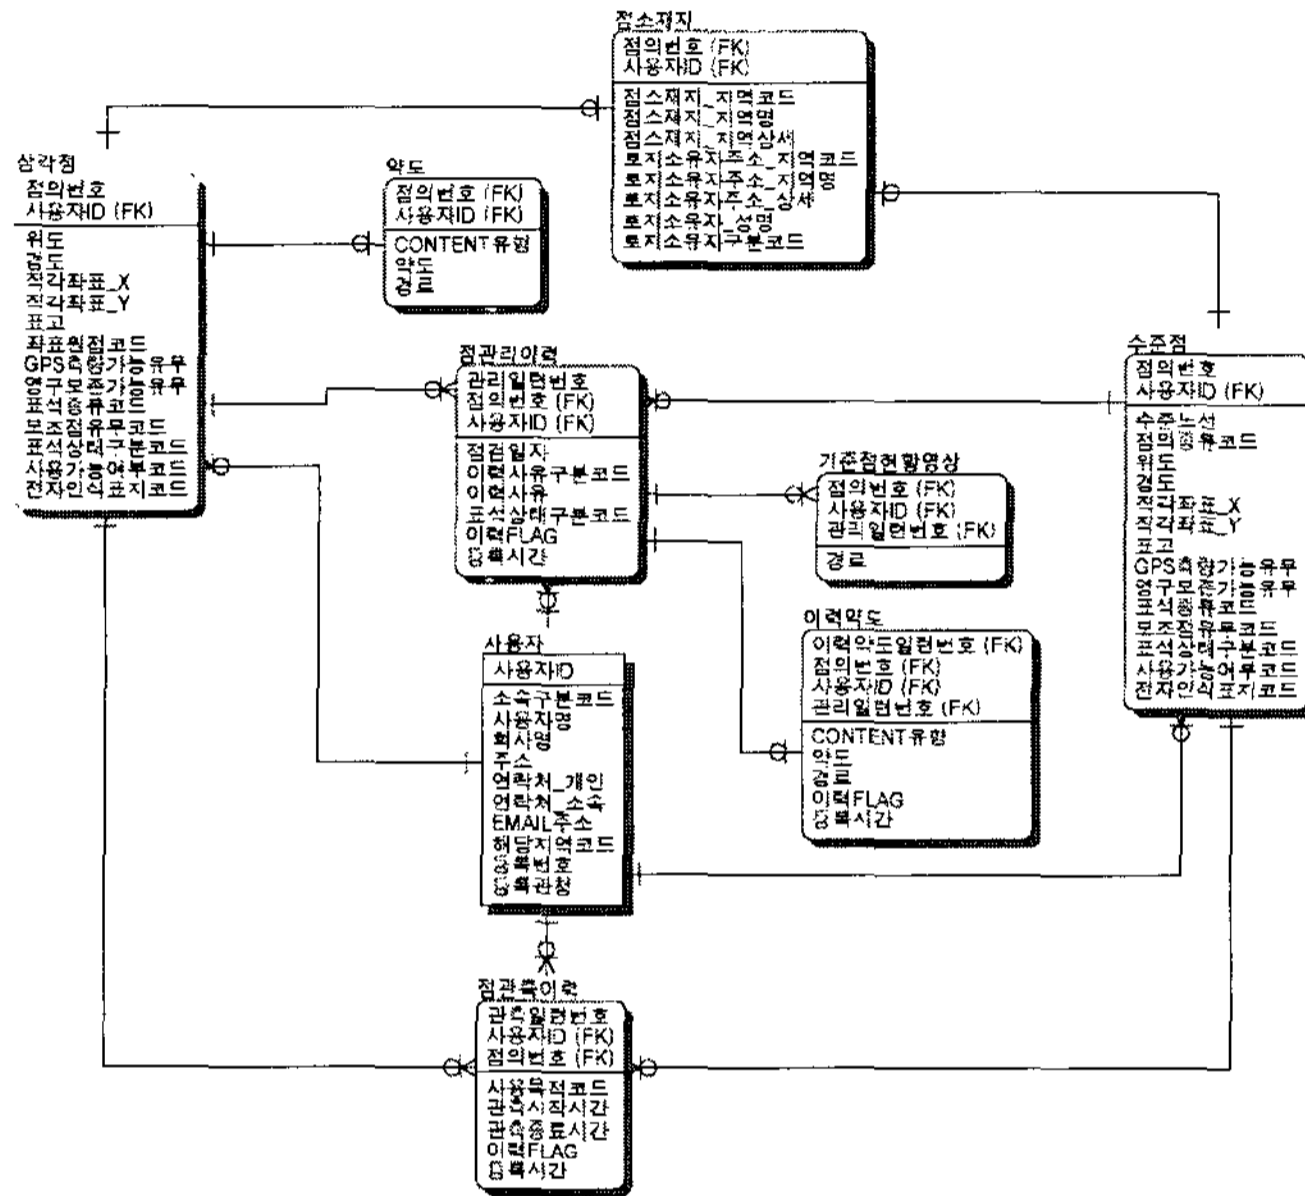 점소재지
점의번호 (FK)
사용자ID (FK)
점소재지_지역코드
점소재지_지역명
점소재지_지역상세
토지소유자주소_지역코드
토지소유자주소_지역명
토지소유자주소_상세
토지소유자_성명
토지소유자구분코드
삼각점
점의번호
사용자ID (FK)
위도
경도
직각좌표_X
직각좌표_Y
표고
좌표원점코드
GPS측량가능유무
영구보존가능유무
표석종류코드
보조점유무코드
표석상태구분코드
사용가능여부코드
전자인식표지코드
약도
점의번호 (FK)
사용자ID (FK)
CONTENT유형
약도
경로
점관리이력
관리일련번호
점의번호 (FK)
사용자ID (FK)
점검일자
이력사유구분코드
이력사유
표석상태구분코드
이력FLAG
등록시간
기준점현황영상
점의번호 (FK)
사용자ID (FK)
관리일련번호 (FK)
경로
수준점
점의번호
사용자ID (FK)
수준노선
점의종류코드
위도
경도
직각좌표_X
직각좌표_Y
표고
GPS측량가능유무
영구보존가능유무
표석종류코드
보조점유무코드
표석상태구분코드
사용가능여부코드
전자인식표지코드
이력약도
이력약도일련번호 (FK)
점의번호 (FK)
사용자ID (FK)
관리일련번호 (FK)
CONTENT유형
약도
경로
이력FLAG
등록시간
사용자
사용자ID
소속구분코드
사용자명
회사명
주소
연락처_개인
연락처_소속
EMAIL주소
해당지역코드
등록번호
등록관청
점관측이력
관측일련번호
사용자ID (FK)
점의번호 (FK)
사용목적코드
관측시작시간
관측종료시간
이력FLAG
등록시간